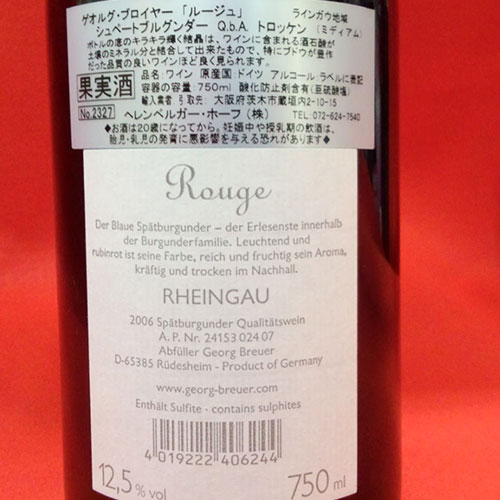 ゲオルグ・ブロイヤー「ルージュ」 ラインガウ地域
シュペートブルグンダー Q.b.A. トロッケン (ミディアム)
ボトルの底のキラキラ輝く結晶は、ワインに含まれる酒石酸が
土壌のミネラル分と結合して出来たもので、特にブドウが豊作
だった品質の良いワインほど良く見られます。
果実酒
No.2327
品名:ワイン 原産国:ドイツ アルコール:ラベルに表記
容器の容量:750ml 酸化防止剤含有(亜硫酸塩)
輸入業者 引取先: 大阪府茨木市蔵垣内2-10-15
ヘレンベルガー・ホーフ(株) TEL:072-624-7540
◆お酒は20歳になってから。妊娠中や授乳期の飲酒は、
胎児・乳児の発育に悪影響を与える恐れがあります◆
Rouge
Der Blaue Spätburgunder – der Erlesenste innerhalb
der Burgunderfamilie. Leuchtend und
rubinrot ist seine Farbe, reich und fruchtig sein Aroma,
kräftig und trocken im Nachhall.
RHEINGAU
2006 Spätburgunder Qualitätswein
A. P. Nr. 24153 024 07
Abfüller Georg Breuer
D-65385 Rüdesheim - Product of Germany
www.georg-breuer.com
Enthält Sulfite - contains sulphites
4 019222 406244
12,5 % vol 750 ml